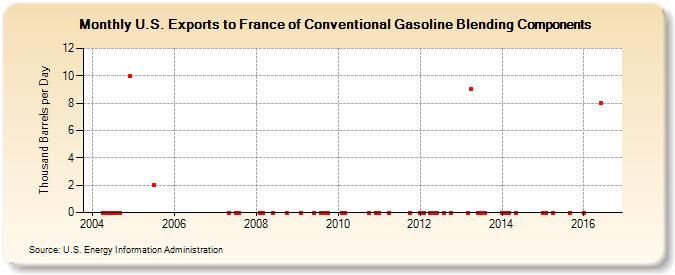 Monthly U.S. Exports to France of Conventional Gasoline Blending Components
Thousand Barrels per Day
12
10
8
6
4
2
0
2004 2006 2008 2010 2012 2014 2016
Source: U.S. Energy Information Administration